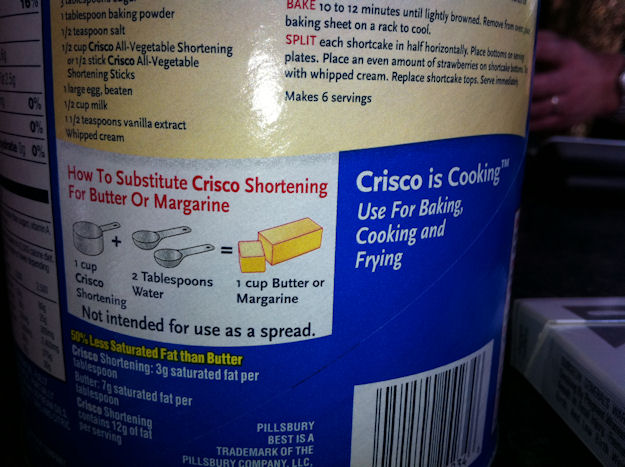 16%
1 tablespoon baking powder
1/2 teaspoon salt
1/2 cup Crisco All-Vegetable Shortening
or 1/2 stick Crisco All-Vegetable
Shortening Sticks
1 large egg, beaten
1/2 cup milk
1 1/2 teaspoons vanilla extract
Whipped cream
BAKE 10 to 12 minutes until lightly browned. Remove from
baking sheet on a rack to cool.
SPLIT each shortcake in half horizontally. Place bottoms on serving
plates. Place an even amount of strawberries on shortcake bottoms.
with whipped cream. Replace shortcake tops. Serve immediately
Makes 6 servings
0%
0%
1g 0%
How To Substitute Crisco Shortening
For Butter Or Margarine
+
=
1 cup
Crisco
Shortening
2 Tablespoons
Water
1 cup Butter or
Margarine
Not intended for use as a spread.
Crisco is Cooking™
Use For Baking,
Cooking and
Frying
50% Less Saturated Fat than Butter
Crisco Shortening: 3g saturated fat per
tablespoon
Butter: 7g saturated fat per
tablespoon
Crisco Shortening
contains 12g of fat
per serving
PILLSBURY
BEST IS A
TRADEMARK OF THE
PILLSBURY COMPANY, LLC.